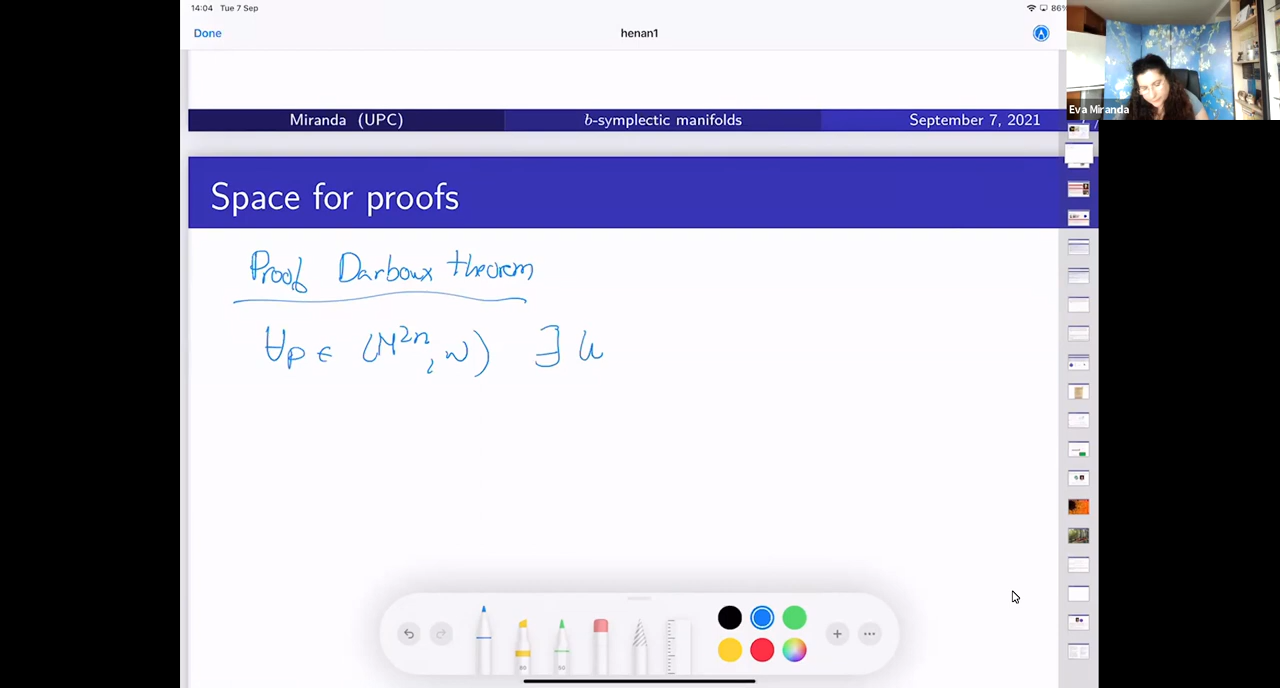 14:04 Tue 7 Sep
86%
Done
henan1
Eva Miranda
Miranda (UPC)
b-symplectic manifolds
September 7, 2021
Space for proofs
Proof Darboux theorem
∀p ∈ (M²ⁿ, ω) ∃ U